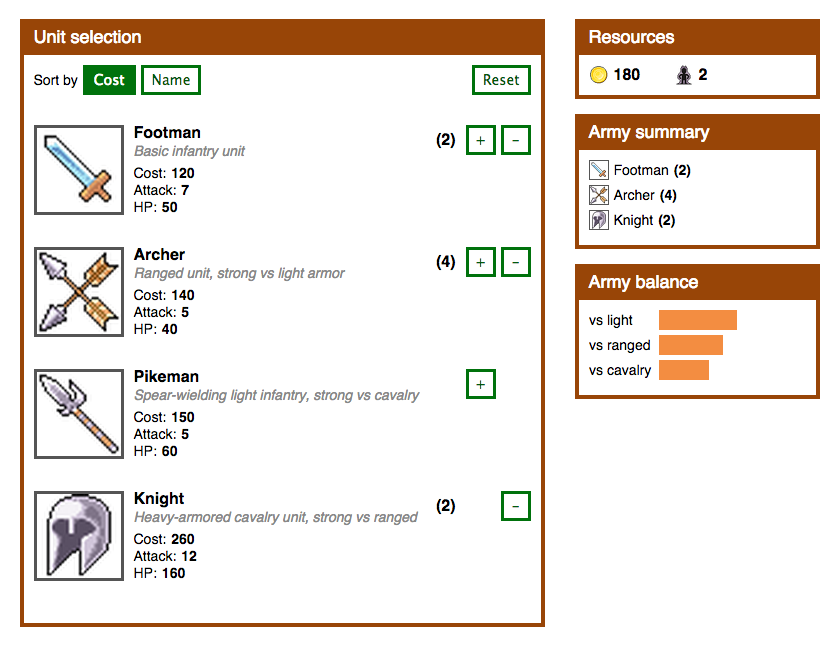 Unit selection
Sort by Cost Name Reset
Footman (2) + -
Basic infantry unit
Cost: 120
Attack: 7
HP: 50
Archer (4) + -
Ranged unit, strong vs light armor
Cost: 140
Attack: 5
HP: 40
Pikeman +
Spear-wielding light infantry, strong vs cavalry
Cost: 150
Attack: 5
HP: 60
Knight (2) -
Heavy-armored cavalry unit, strong vs ranged
Cost: 260
Attack: 12
HP: 160
Resources
180 2
Army summary
Footman (2)
Archer (4)
Knight (2)
Army balance
vs light
vs ranged
vs cavalry